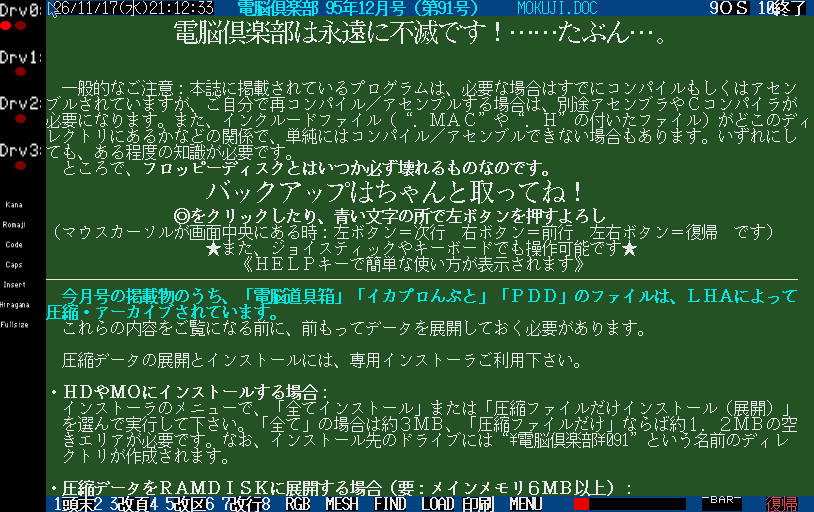 26/11/17(水)21:12:33 電脳倶楽部 95年12月号 (第91号) MOKUJI.DOC 9OS 10終了
電脳倶楽部は永遠に不滅です！……たぶん…。
一般的なご注意：本誌に掲載されているプログラムは、必要な場合はすでにコンパイルもしくはアセン
ブルされていますが、ご自分で再コンパイル／アセンブルする場合は、別途アセンブラやＣコンパイラが
必要になります。また、インクルードファイル（“．ＭＡＣ”や“．Ｈ”の付いたファイル）がどこのディ
レクトリにあるかなどの関係で、単純にはコンパイル／アセンブルできない場合もあります。いずれにし
ても、ある程度の知識が必要です。
ところで、フロッピーディスクとはいつか必ず壊れるものなのです。
バックアップはちゃんと取ってね！
◎をクリックしたり、青い文字の所で左ボタンを押すよろし
（マウスカーソルが画面中央にある時：左ボタン＝次行　右ボタン＝前行　左右ボタン＝復帰　です）
★また、ジョイスティックやキーボードでも操作可能です★
《ＨＥＬＰキーで簡単な使い方が表示されます》
今月号の掲載物のうち、「電脳道具箱」「イカプロんぷと」「ＰＤＤ」のファイルは、ＬＨＡによって
圧縮・アーカイブされています。
これらの内容をご覧になる前に、前もってデータを展開しておく必要があります。
圧縮データの展開とインストールには、専用インストーラご利用下さい。
・ＨＤやＭＯにインストールする場合：
インストーラのメニューで、「全てインストール」または「圧縮ファイルだけインストール（展開）」
を選んで実行して下さい。「全て」の場合は約３ＭＢ、「圧縮ファイルだけ」ならば約１．２ＭＢの空
きエリアが必要です。なお、インストール先のドライブには“¥電脳倶楽部¥091”という名前のディレ
クトリが作成されます。
・圧縮データをＲＡＭＤＩＳＫに展開する場合（要：メインメモリ６ＭＢ以上）：
1頭末2 3改頁4 5改区6 7改行8 RGB MESH FIND LOAD 印刷 MENU -BAR- 復帰
Drv0:
Drv1:
Drv2:
Drv3:
Kana
Romaji
Code
Caps
Insert
Hiragana
Fullsize